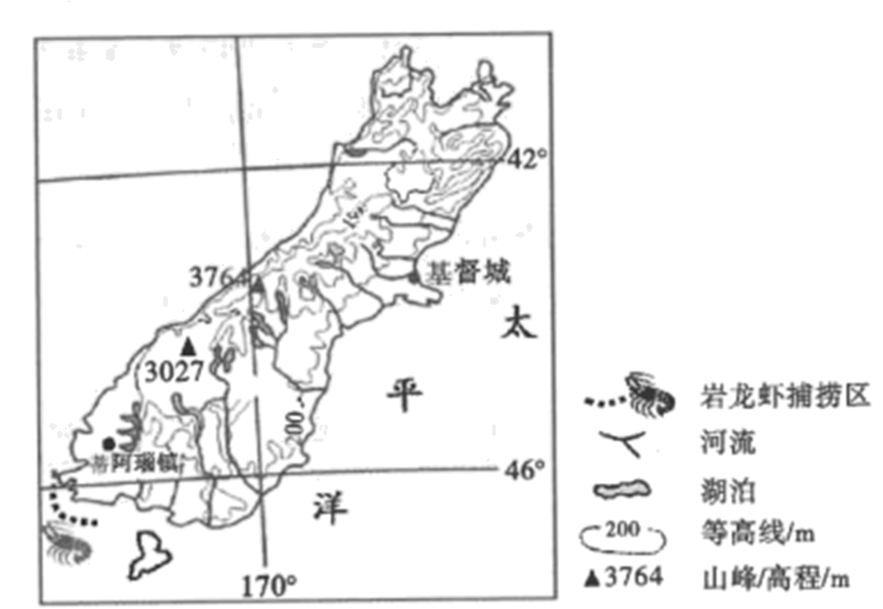 42°
3764
基督城
太
平
洋
3027
蒂阿瑙镇
46°
170°
岩龙虾捕捞区
河流
湖泊
200
等高线/m
▲3764
山峰/高程/m